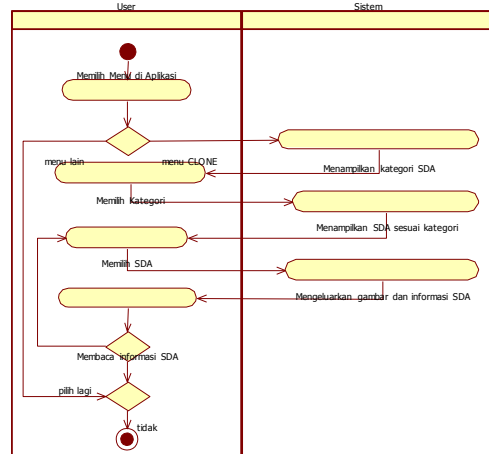 User
Sistem
Memilih Menu di Aplikasi
menu lain
menu CLONE
Menampilkan kategori SDA
Memilih Kategori
Menampilkan SDA sesuai kategori
Memilih SDA
Mengeluarkan gambar dan informasi SDA
Membaca informasi SDA
pilih lagi
tidak